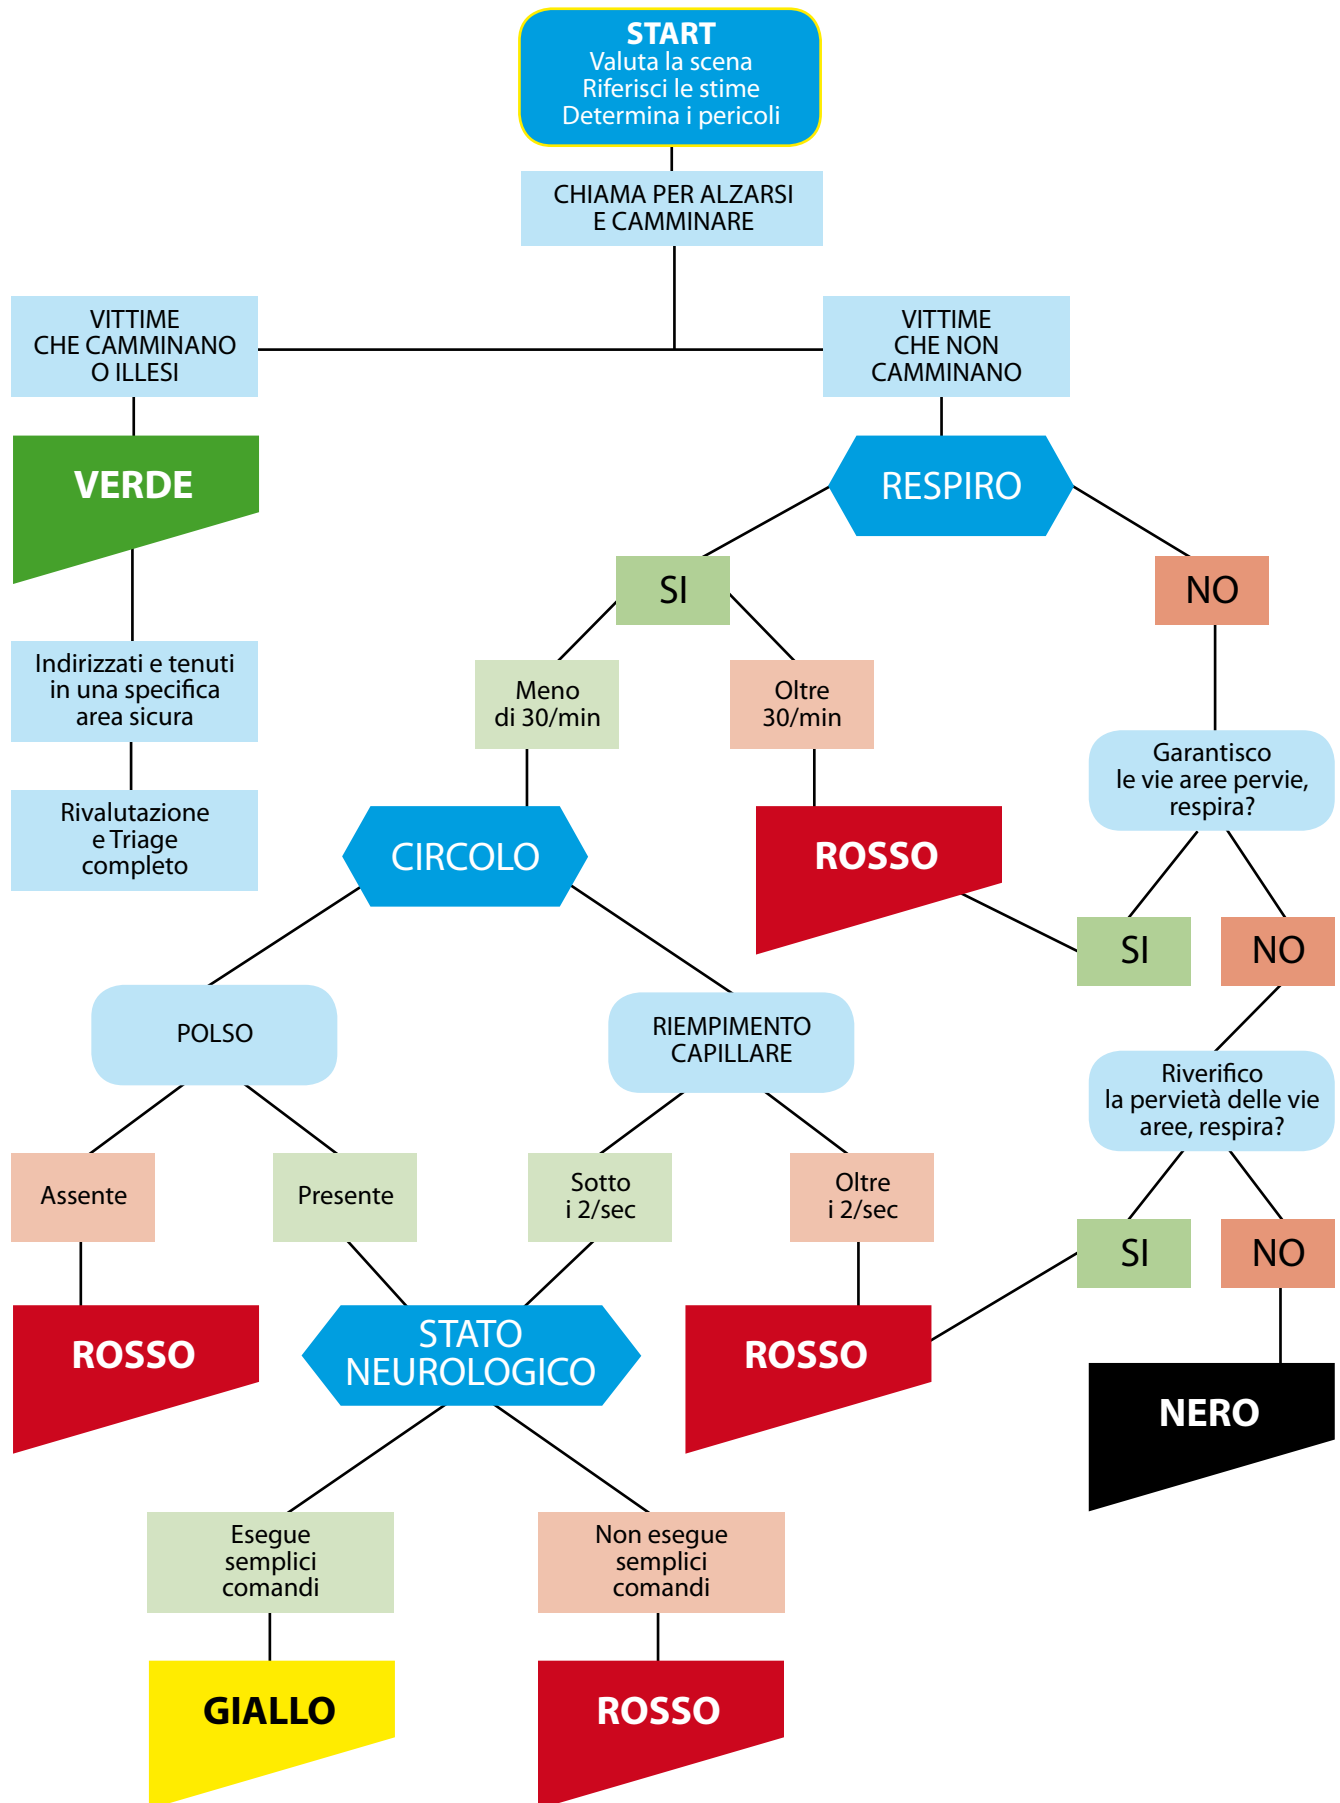 START
Valuta la scena
Riferisci le stime
Determina i pericoli
CHIAMA PER ALZARSI
E CAMMINARE
VITTIME
CHE CAMMINANO
O ILLESI
VITTIME
CHE NON
CAMMINANO
VERDE
RESPIRO
SI
NO
Indirizzati e tenuti
in una specifica
area sicura
Meno
di 30/min
Oltre
30/min
Garantisco
le vie aree pervie,
respira?
Rivalutazione
e Triage
completo
CIRCOLO
ROSSO
SI
NO
POLSO
RIEMPIMENTO
CAPILLARE
Riverifico
la pervietà delle vie
aree, respira?
Assente
Presente
Sotto
i 2/sec
Oltre
i 2/sec
SI
NO
ROSSO
STATO
NEUROLOGICO
ROSSO
NERO
Esegue
semplici
comandi
Non esegue
semplici
comandi
GIALLO
ROSSO